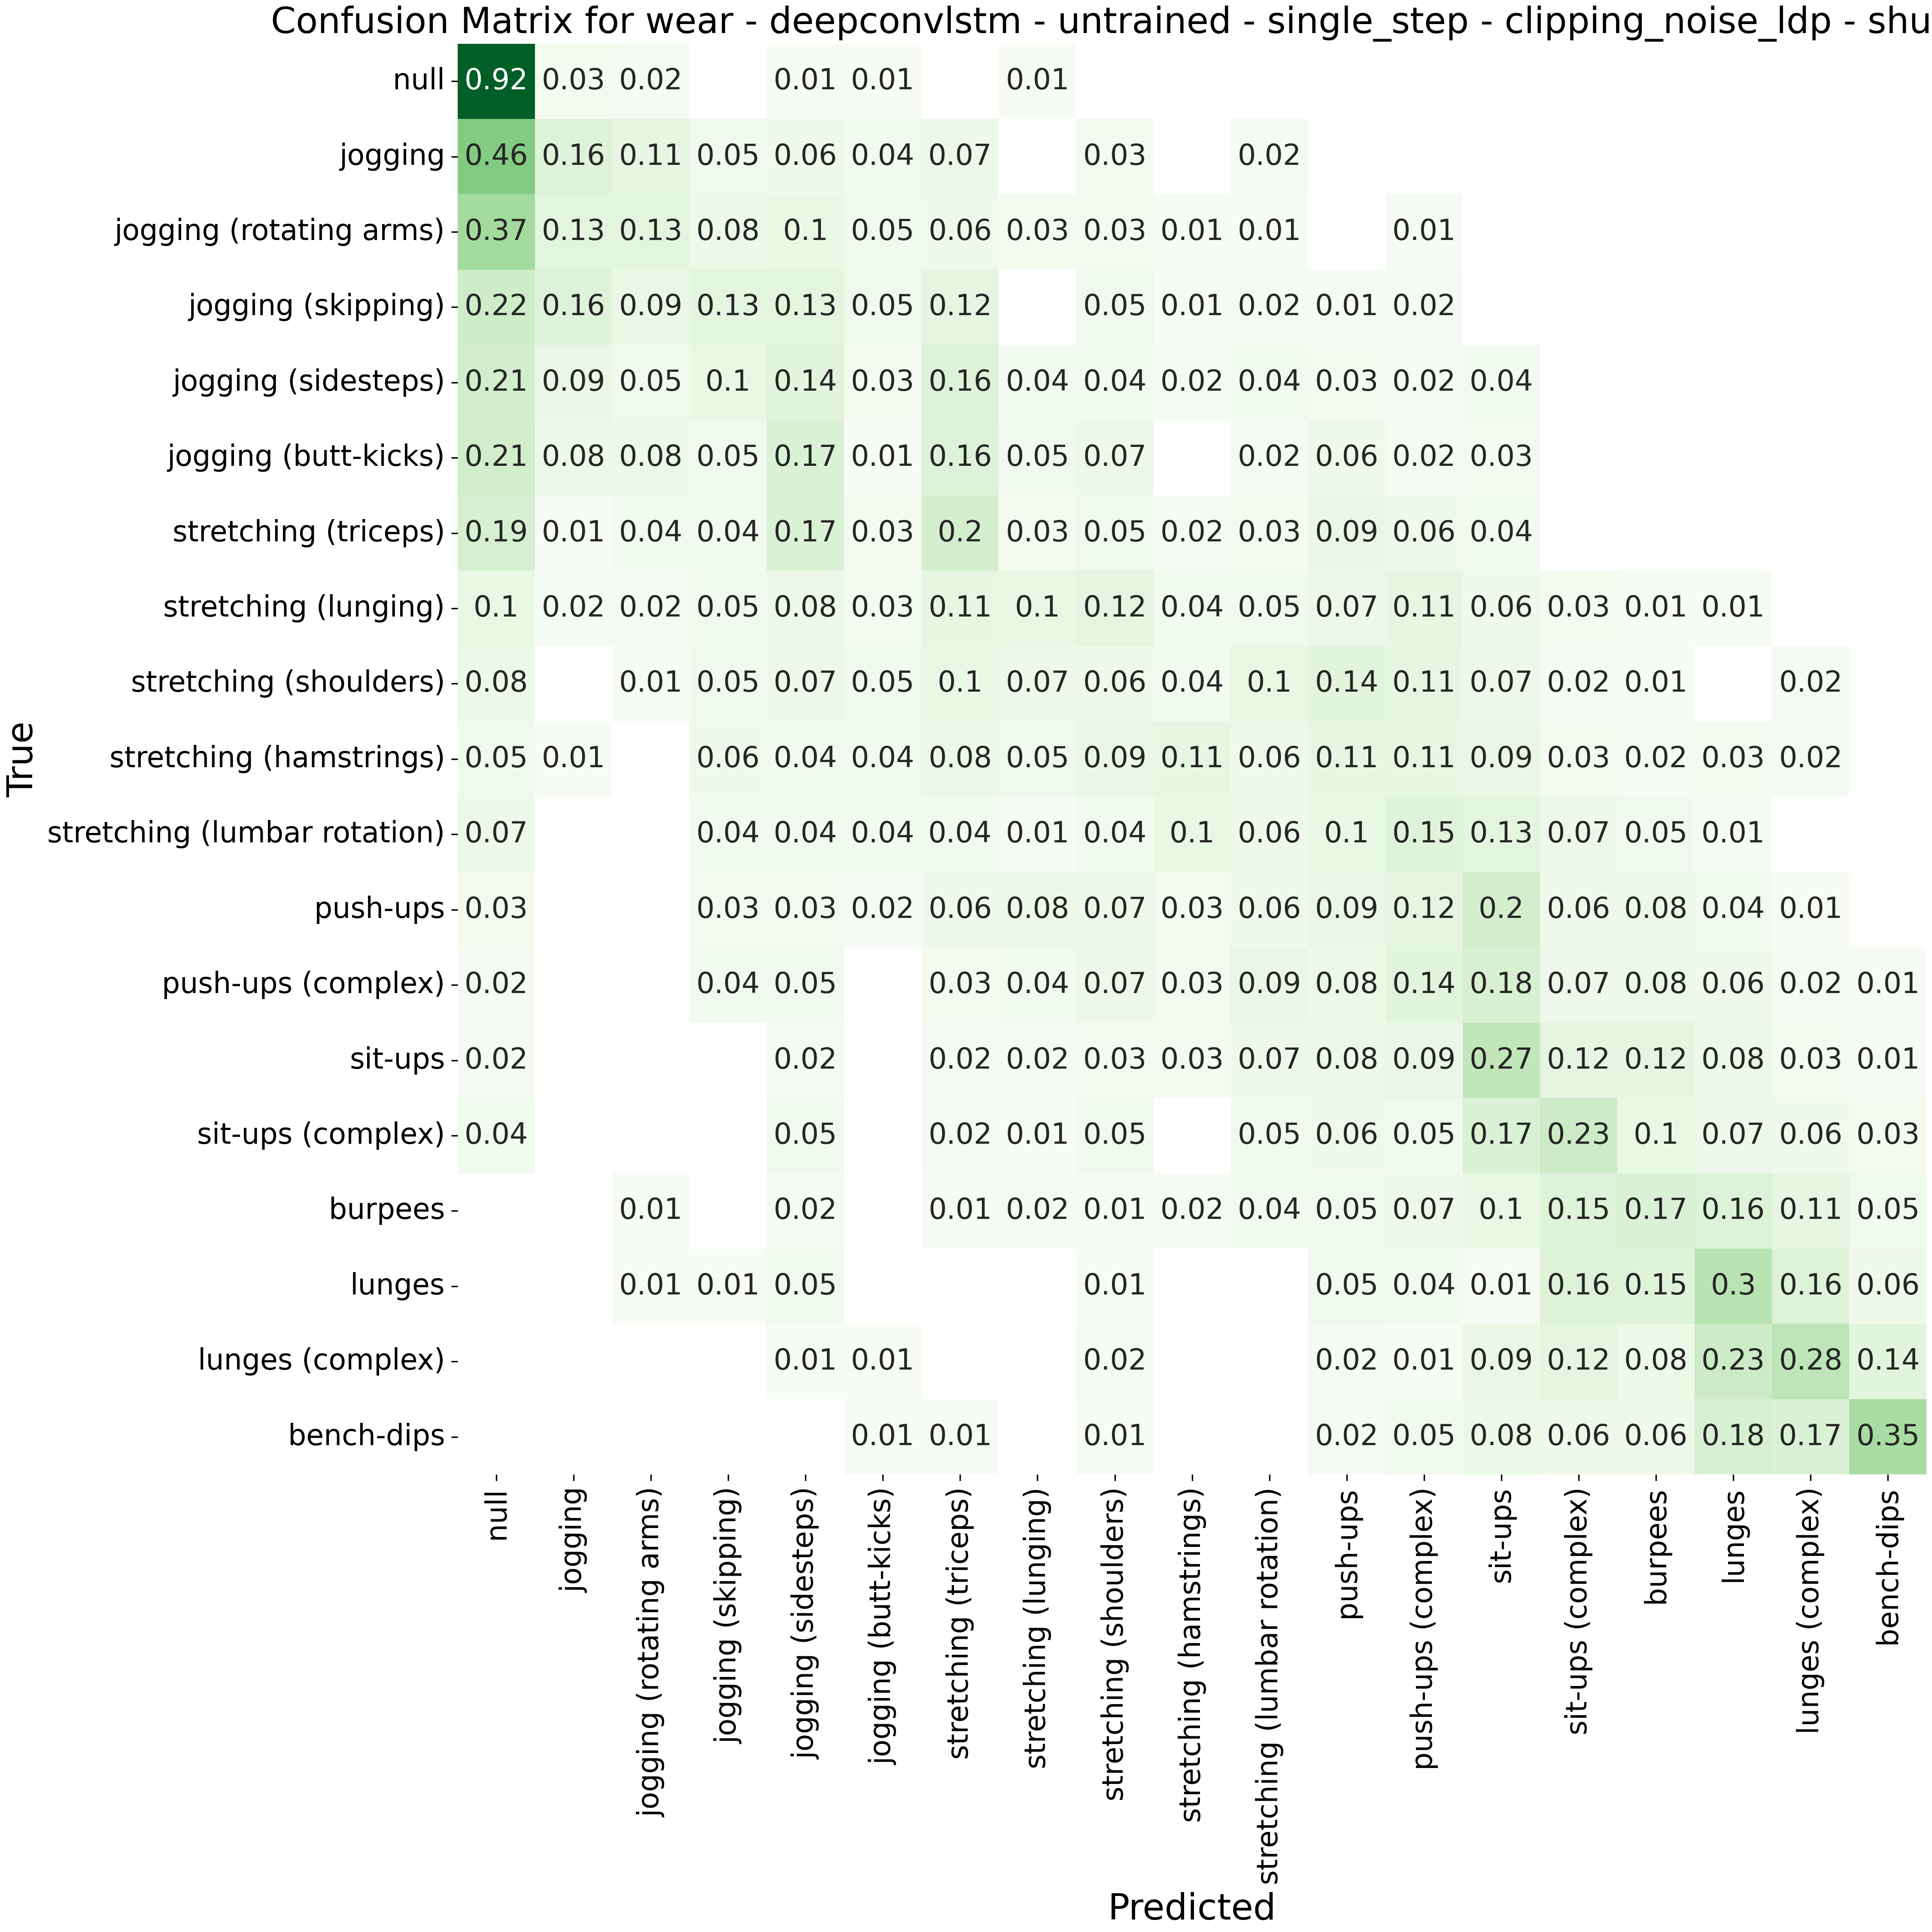 Confusion Matrix for wear - deepconvlstm - untrained - single_step - clipping_noise_ldp - shu
null 0.92 0.03 0.02 0.01 0.01 0.01
jogging 0.46 0.16 0.11 0.05 0.06 0.04 0.07 0.03 0.02
jogging (rotating arms) 0.37 0.13 0.13 0.08 0.1 0.05 0.06 0.03 0.03 0.01 0.01 0.01
jogging (skipping) 0.22 0.16 0.09 0.13 0.13 0.05 0.12 0.05 0.01 0.02 0.01 0.02
jogging (sidesteps) 0.21 0.09 0.05 0.1 0.14 0.03 0.16 0.04 0.04 0.02 0.04 0.03 0.02 0.04
jogging (butt-kicks) 0.21 0.08 0.08 0.05 0.17 0.01 0.16 0.05 0.07 0.02 0.06 0.02 0.03
stretching (triceps) 0.19 0.01 0.04 0.04 0.17 0.03 0.2 0.03 0.05 0.02 0.03 0.09 0.06 0.04
stretching (lunging) 0.1 0.02 0.02 0.05 0.08 0.03 0.11 0.1 0.12 0.04 0.05 0.07 0.11 0.06 0.03 0.01 0.01
stretching (shoulders) 0.08 0.01 0.05 0.07 0.05 0.1 0.07 0.06 0.04 0.1 0.14 0.11 0.07 0.02 0.01 0.02
stretching (hamstrings) 0.05 0.01 0.06 0.04 0.04 0.08 0.05 0.09 0.11 0.06 0.11 0.11 0.09 0.03 0.02 0.03 0.02
stretching (lumbar rotation) 0.07 0.04 0.04 0.04 0.04 0.01 0.04 0.1 0.06 0.1 0.15 0.13 0.07 0.05 0.01
push-ups 0.03 0.03 0.03 0.02 0.06 0.08 0.07 0.03 0.06 0.09 0.12 0.2 0.06 0.08 0.04 0.01
push-ups (complex) 0.02 0.04 0.05 0.03 0.04 0.07 0.03 0.09 0.08 0.14 0.18 0.07 0.08 0.06 0.02 0.01
sit-ups 0.02 0.02 0.02 0.02 0.03 0.03 0.07 0.08 0.09 0.27 0.12 0.12 0.08 0.03 0.01
sit-ups (complex) 0.04 0.05 0.02 0.01 0.05 0.05 0.06 0.05 0.17 0.23 0.1 0.07 0.06 0.03
burpees 0.01 0.02 0.01 0.02 0.01 0.02 0.04 0.05 0.07 0.1 0.15 0.17 0.16 0.11 0.05
lunges 0.01 0.01 0.05 0.01 0.05 0.04 0.01 0.16 0.15 0.3 0.16 0.06
lunges (complex) 0.01 0.01 0.02 0.02 0.01 0.09 0.12 0.08 0.23 0.28 0.14
bench-dips 0.01 0.01 0.01 0.02 0.05 0.08 0.06 0.06 0.18 0.17 0.35
True
null
jogging
jogging (rotating arms)
jogging (skipping)
jogging (sidesteps)
jogging (butt-kicks)
stretching (triceps)
stretching (lunging)
stretching (shoulders)
stretching (hamstrings)
stretching (lumbar rotation)
push-ups
push-ups (complex)
sit-ups
sit-ups (complex)
burpees
lunges
lunges (complex)
bench-dips
Predicted